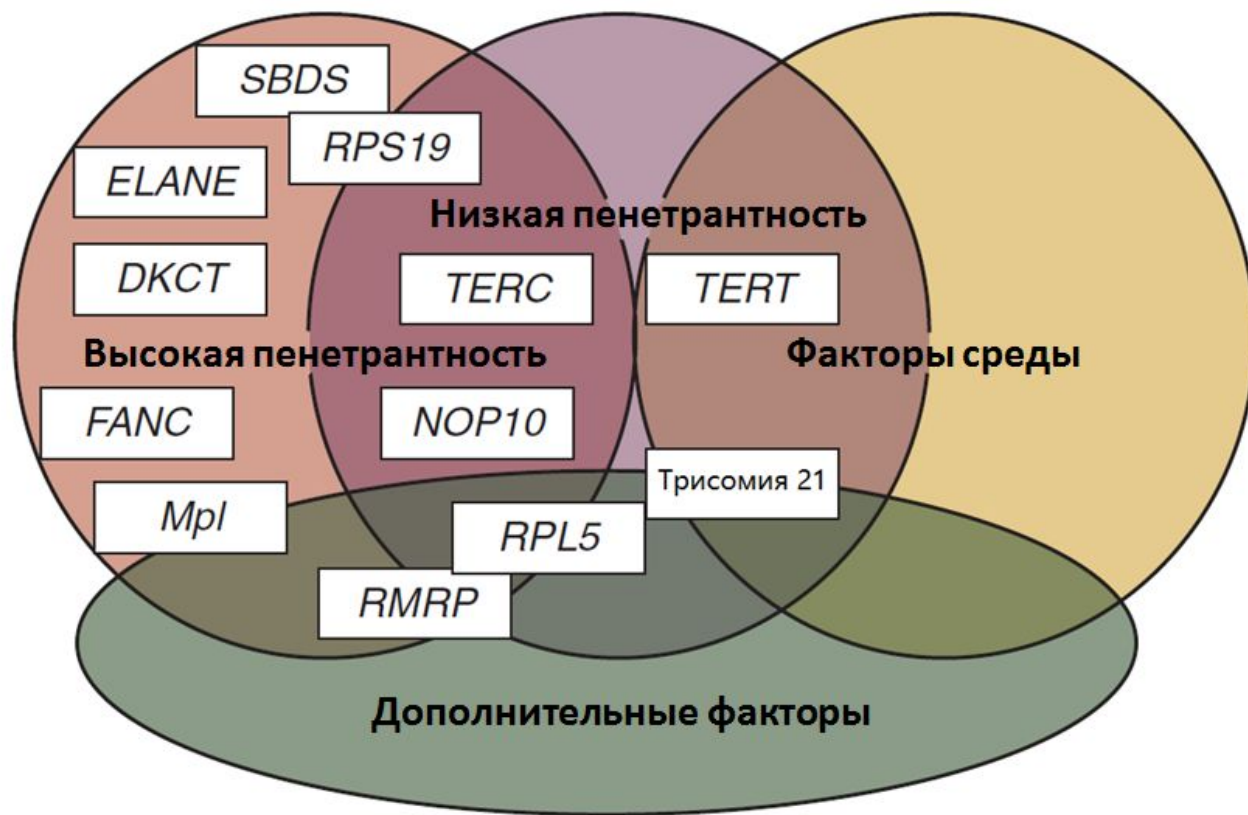 SBDS
RPS19
ELANE
Низкая пенетрантность
DKCT
TERC
TERT
Высокая пенетрантность
Факторы среды
FANC
NOP10
Трисомия 21
Mpl
RPL5
RMRP
Дополнительные факторы